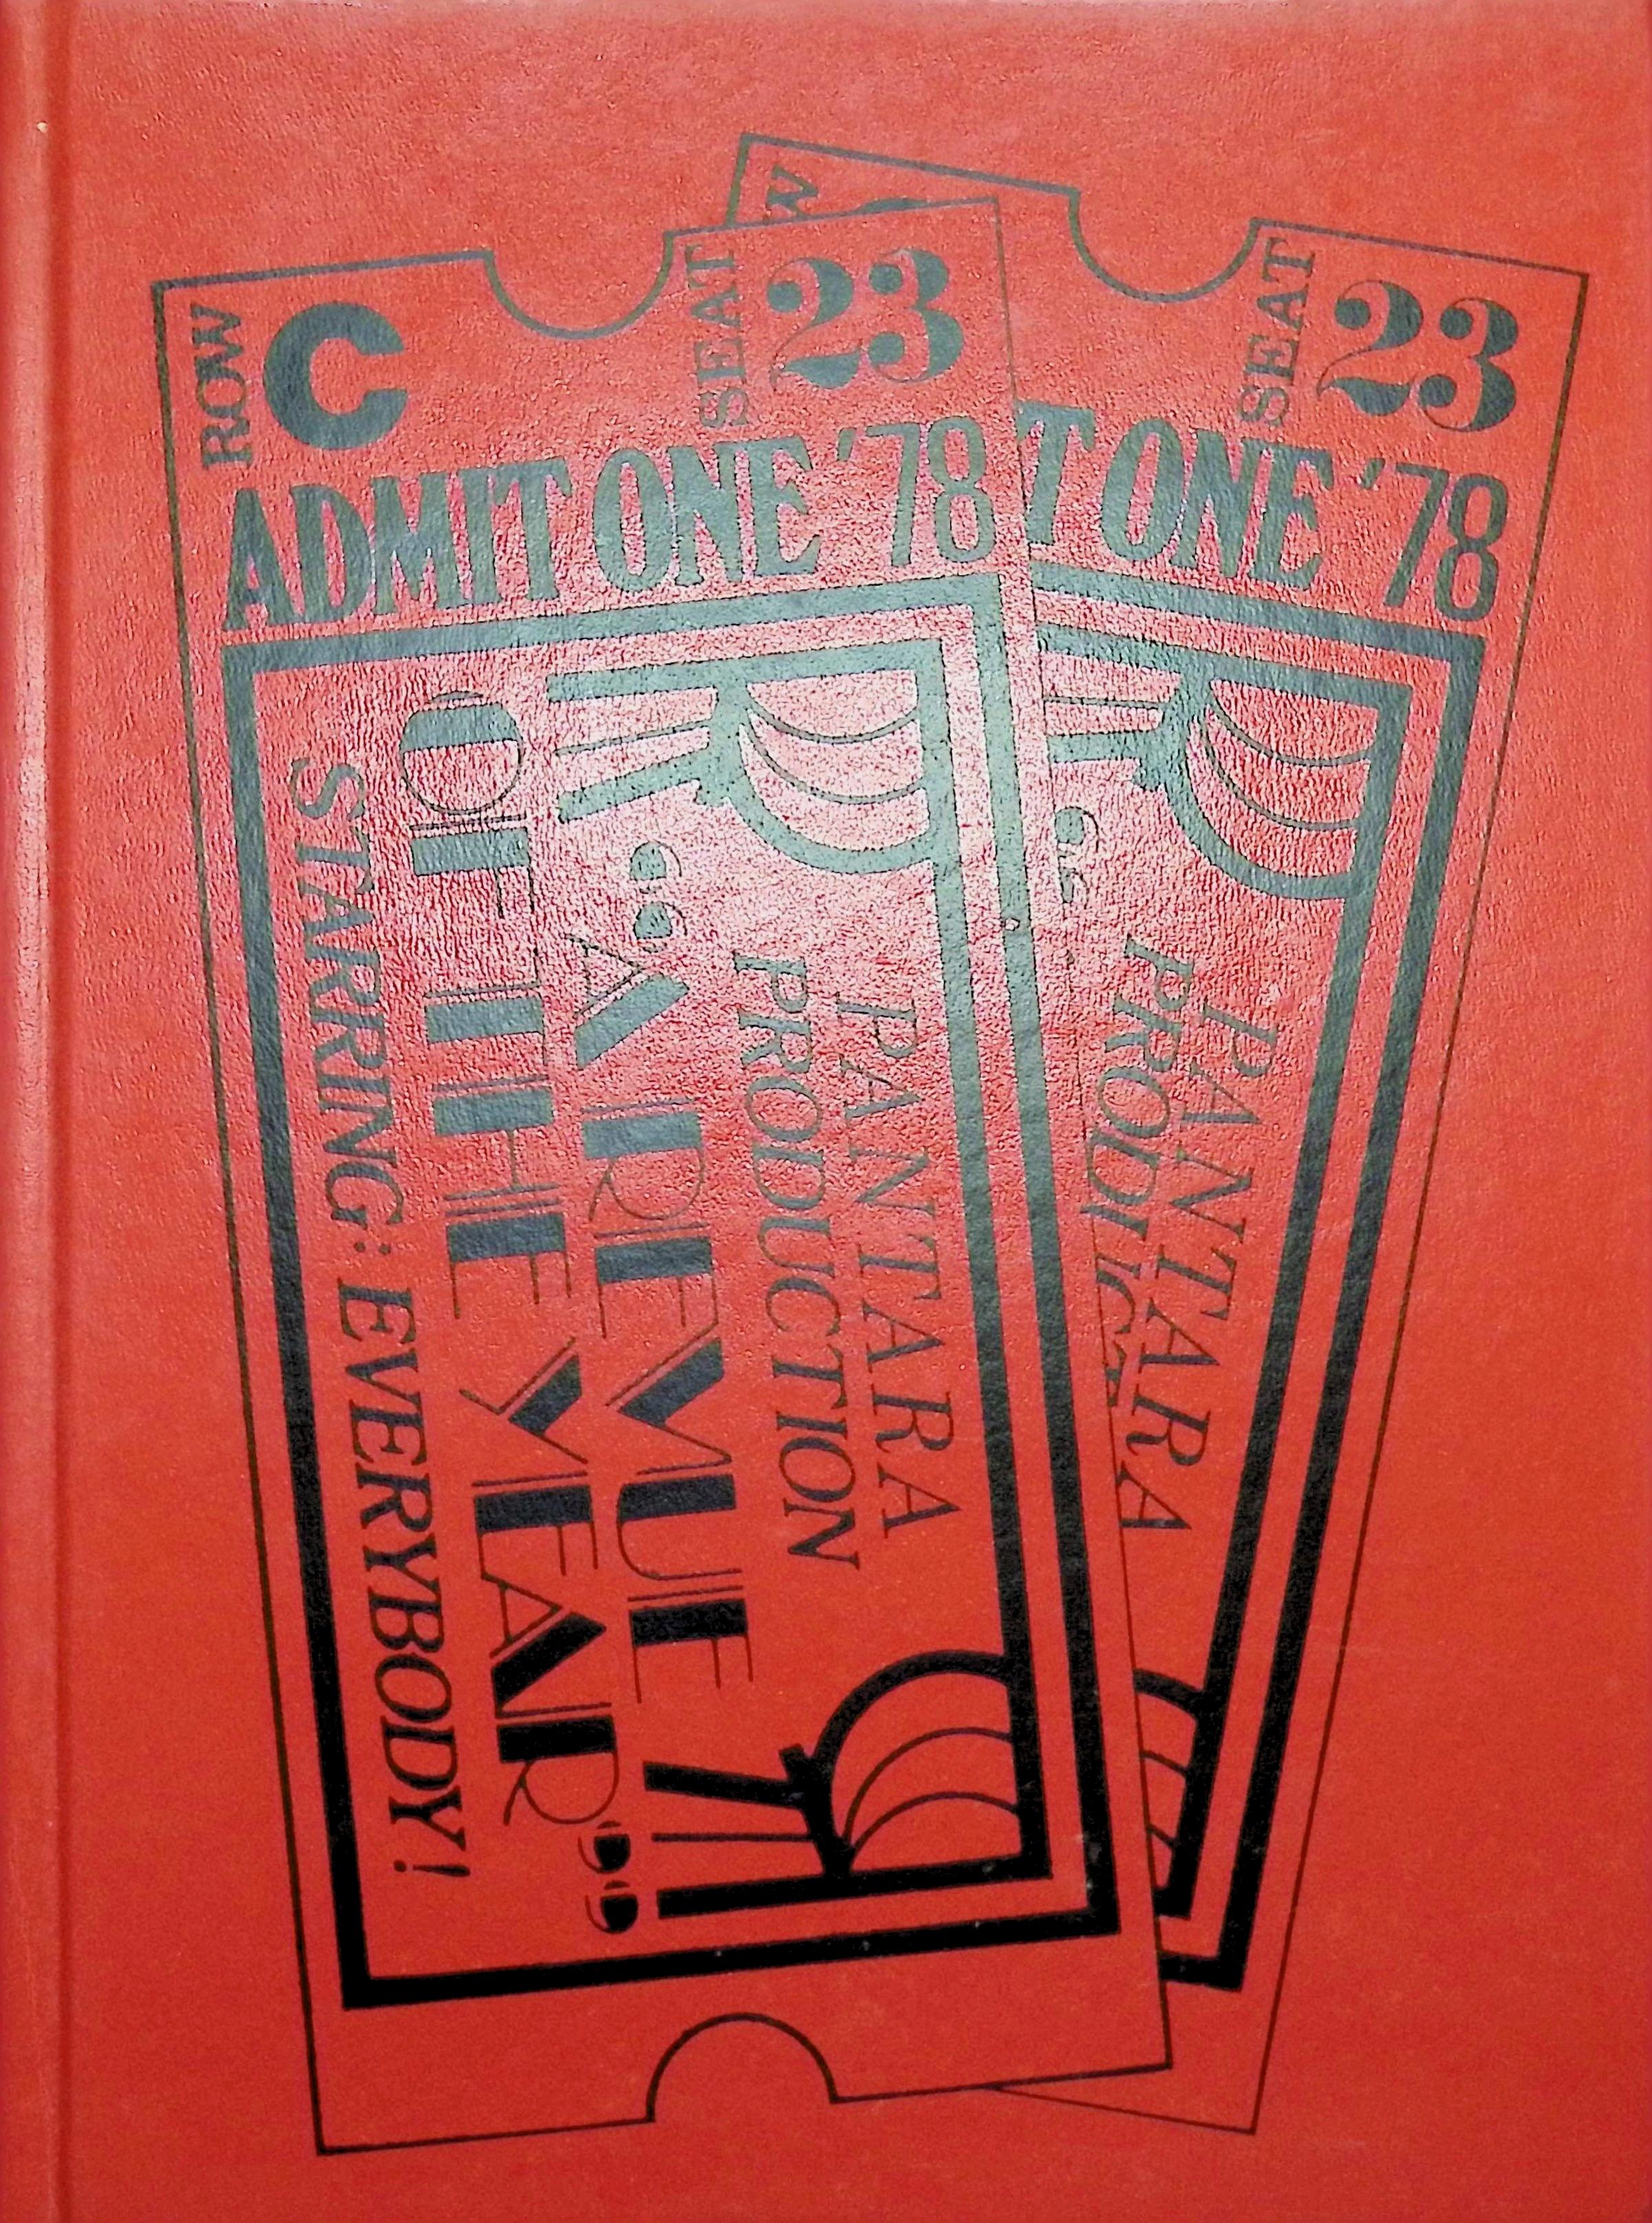 ROW C
SEAT 23
ADMIT ONE '78
PANTARA
PRODUCTION
"A REVUE
OF THE YEAR"
STARRING: EVERYBODY!
W
SEAT 23
T ONE '78
PANTARA
PRODUCT